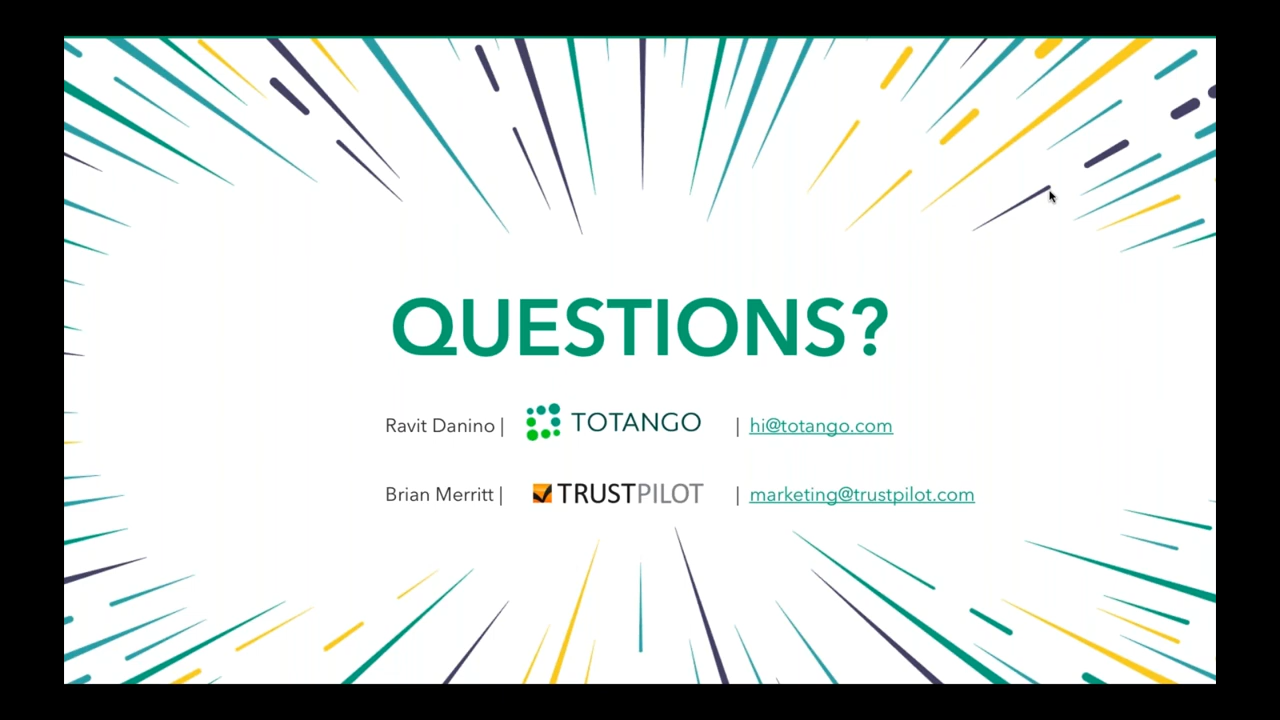 QUESTIONS?
Ravit Danino | TOTANGO | hi@totango.com
Brian Merritt | TRUSTPILOT | marketing@trustpilot.com